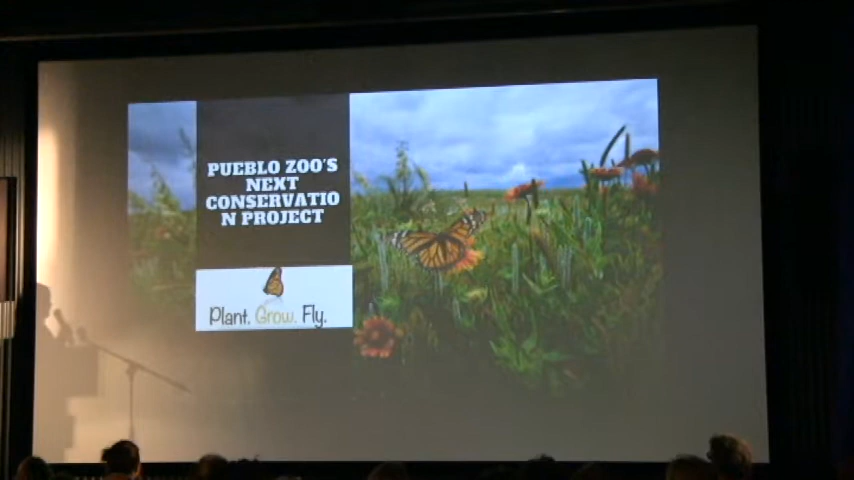 PUEBLO ZOO'S
NEXT
CONSERVATIO
N PROJECT
Plant. Grow. Fly.